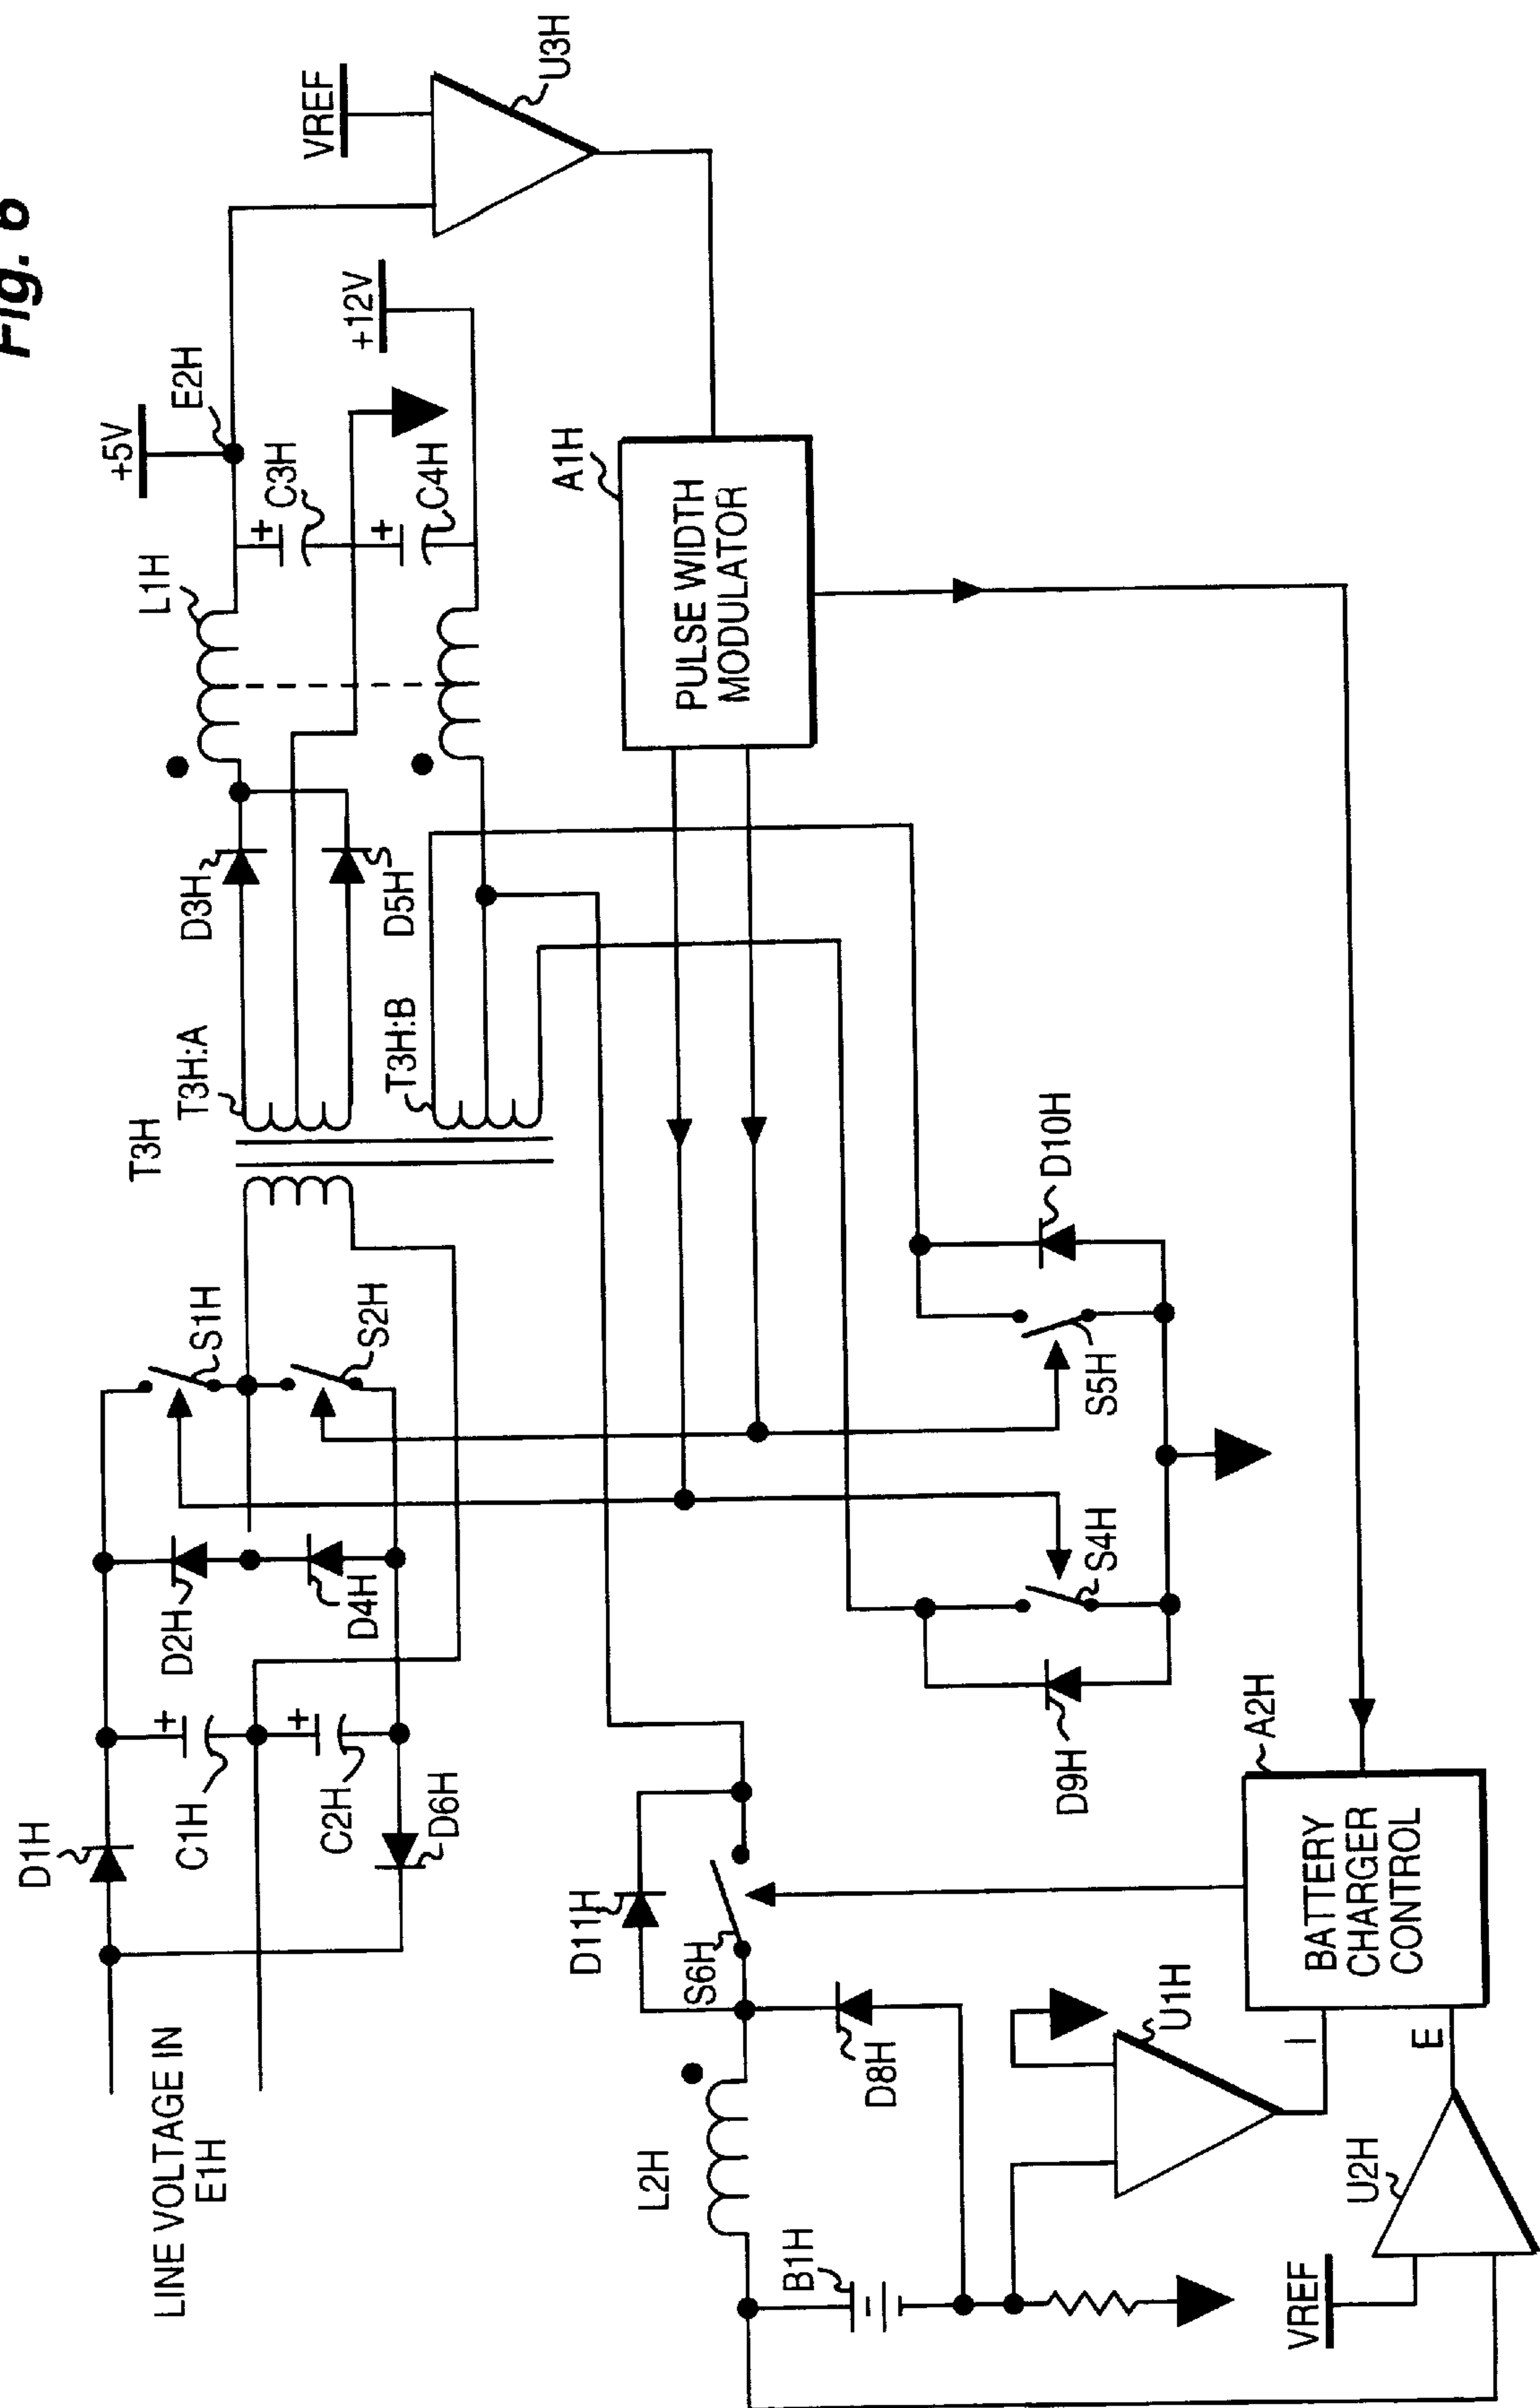 Fig. 6
LINE VOLTAGE IN
E1H
D1H
C1H
C2H
D6H
D2H
D4H
S1H
S2H
T3H
T3H:A
T3H:B
D3H
D5H
L1H
+
C3H
+
C4H
+5V
E2H
+12V
VREF
U3H
+
+
A1H
PULSE WIDTH
MODULATOR
D11H
S6H
L2H
D8H
B1H
U1H
I
E
U2H
VREF
A2H
BATTERY
CHARGER
CONTROL
D9H
S4H
S5H
D10H